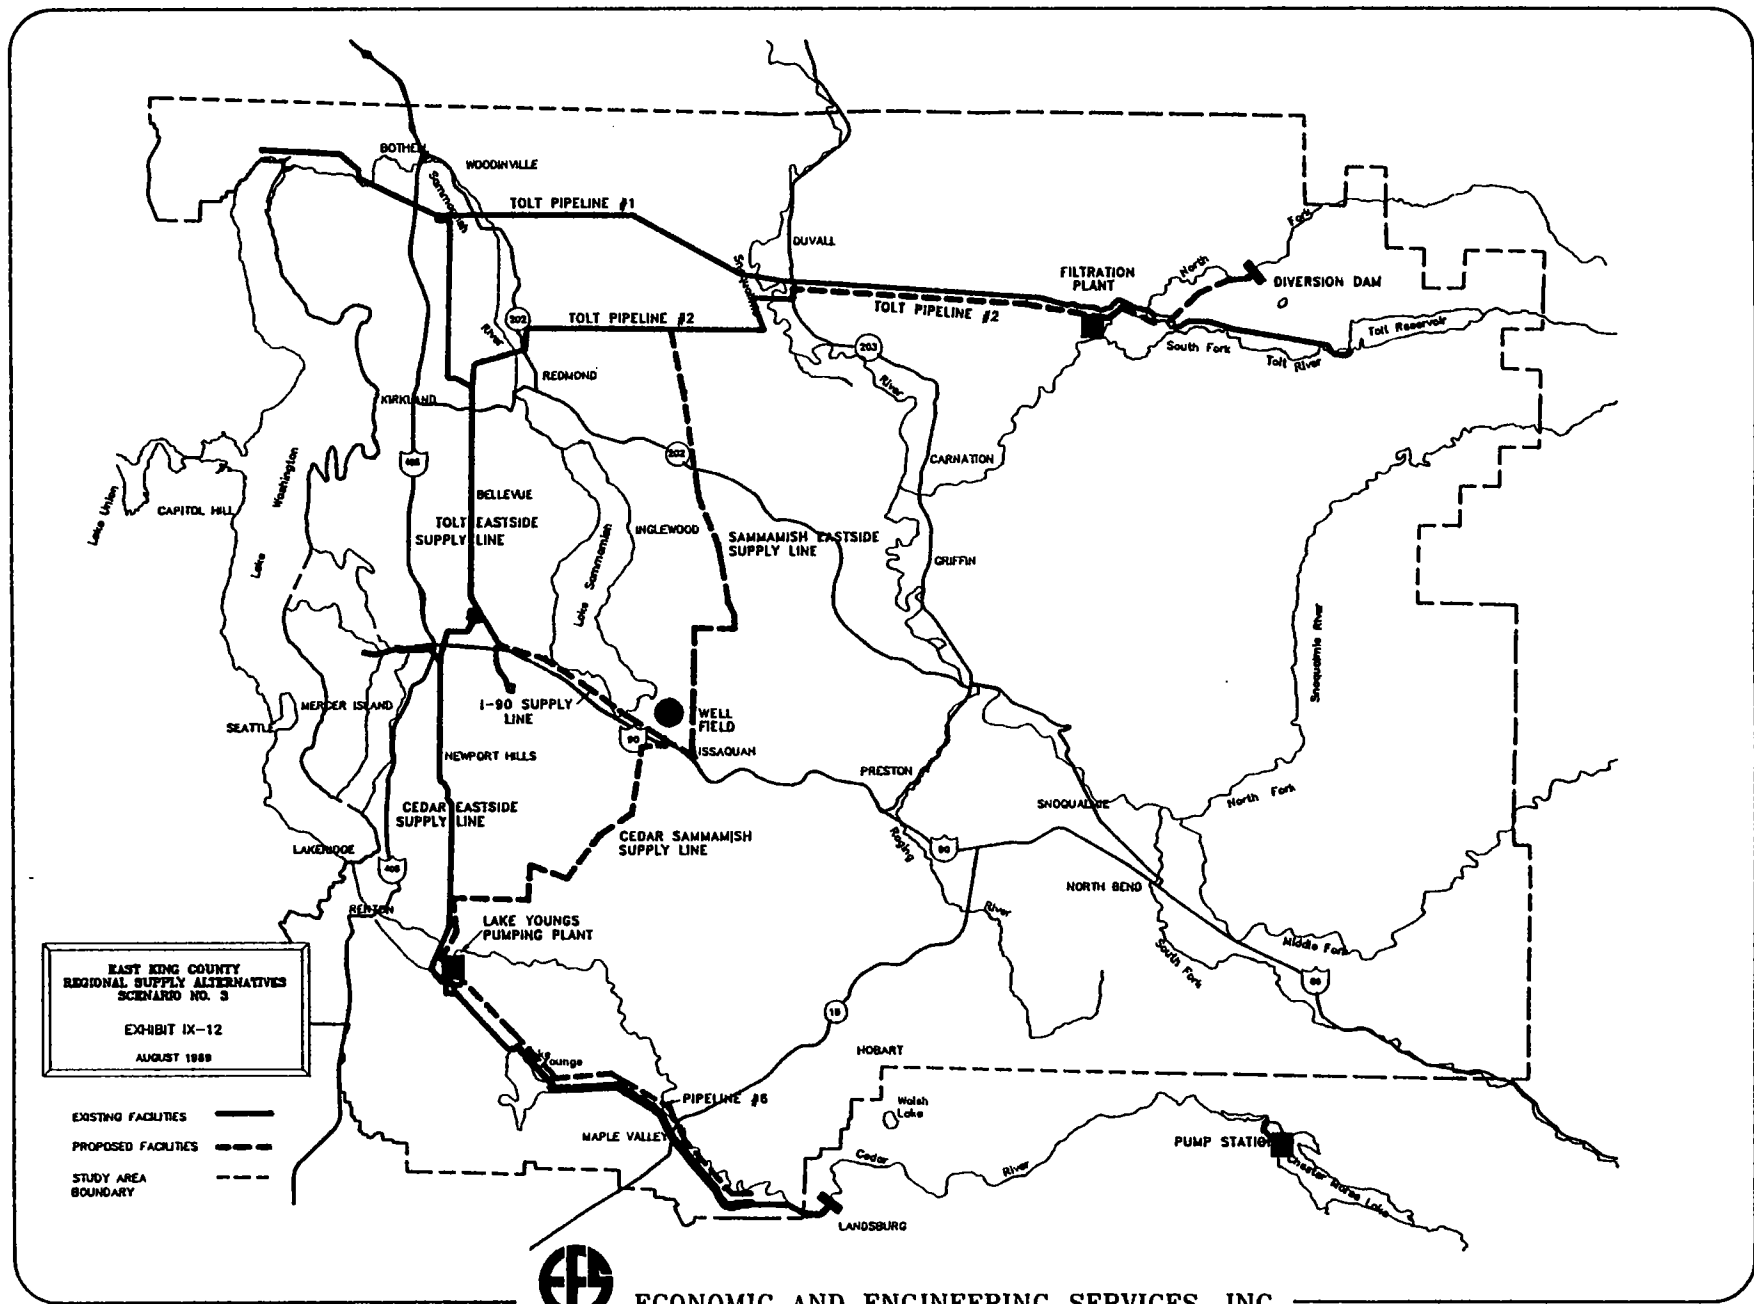 BOTHELL
WOODINVILLE
Sammamish
TOLT PIPELINE #1
DUVALL
Fork
North
FILTRATION
PLANT
DIVERSION DAM
TOLT PIPELINE #2
Tolt Reservoir
South Fork
Tolt River
202
TOLT PIPELINE #2
River
REDMOND
203
River
KIRKLAND
405
202
CARNATION
Lake Union
CAPITOL HILL
Lake
Washington
BELLEVUE
TOLT EASTSIDE
SUPPLY LINE
Lake Sammamish
INGLEWOOD
SAMMAMISH EASTSIDE
SUPPLY LINE
GRIFFIN
Snoqualmie River
MERCER ISLAND
SEATTLE
I-90 SUPPLY
LINE
WELL
FIELD
90
ISSAQUAH
NEWPORT HILLS
PRESTON
SNOQUALMIE
North Fork
CEDAR EASTSIDE
SUPPLY LINE
CEDAR SAMMAMISH
SUPPLY LINE
LAKERIDGE
405
Raging
90
NORTH BEND
River
RENTON
LAKE YOUNGS
PUMPING PLANT
Middle Fork
South Fork
90
18
HOBART
Lake
Youngs
PIPELINE #5
Walsh
Lake
MAPLE VALLEY
Cedar
River
PUMP STATION
Chester Morse Lake
LANDSBURG
EAST KING COUNTY
REGIONAL SUPPLY ALTERNATIVES
SCENARIO NO. 3
EXHIBIT IX-12
AUGUST 1989
EXISTING FACILITIES
PROPOSED FACILITIES
STUDY AREA
BOUNDARY
EES
ECONOMIC AND ENGINEERING SERVICES, INC